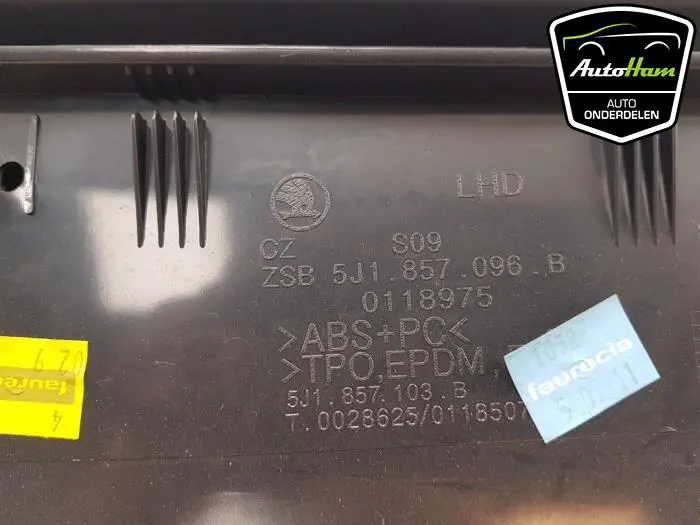 AutoHam
AUTO
ONDERDELEN
LHD
CZ S09
ZSB 5J1.857.096.B
0118975
>ABS+PC<
>TPO,EPDM,
5J1.857.103.B
T.0028625/0118507
faurecia
faurecia